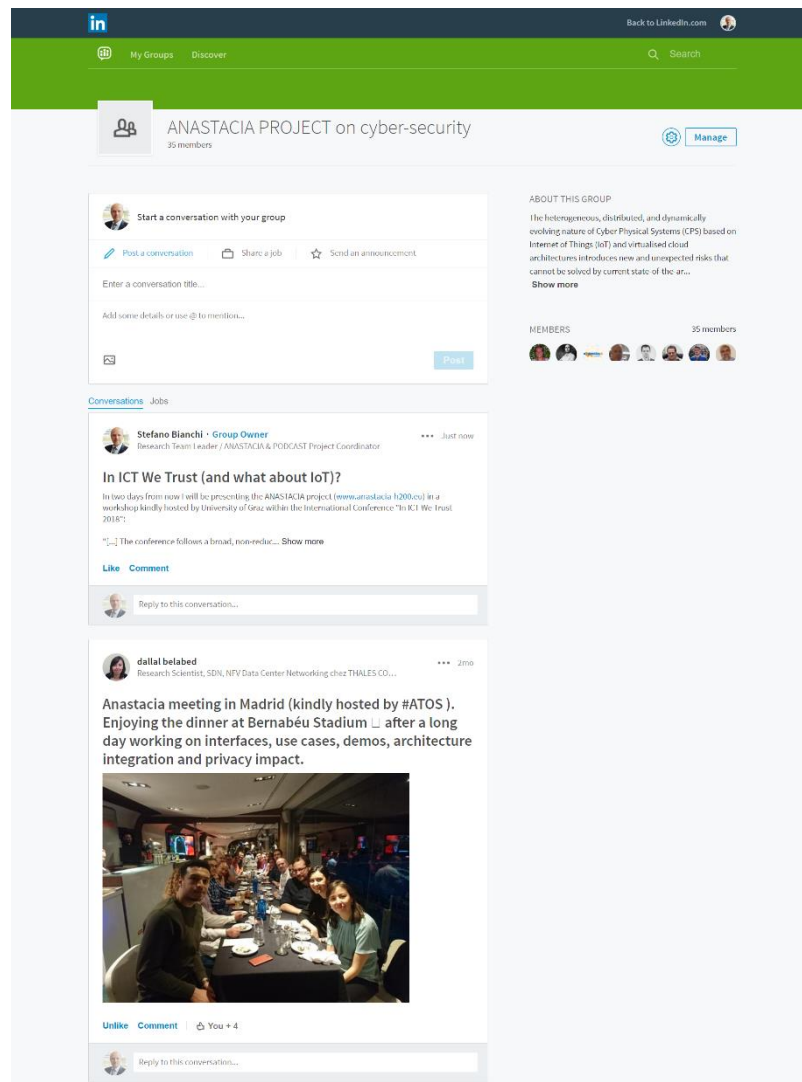 in
Back to LinkedIn.com
My Groups Discover
Search
ANASTACIA PROJECT on cyber-security
35 members
Manage
Start a conversation with your group
Post a conversation Share a job Send an announcement
Enter a conversation title...
Add some details or use @ to mention...
Post
ABOUT THIS GROUP
The heterogeneous, distributed, and dynamically
evolving nature of Cyber Physical Systems (CPS) based on
Internet of Things (IoT) and virtualised cloud
architectures introduces new and unexpected risks that
cannot be solved by current state-of-the-ar...
Show more
MEMBERS 35 members
Conversations Jobs
Stefano Bianchi · Group Owner
Research Team Leader / ANASTACIA & PODCAST Project Coordinator
••• Just now
In ICT We Trust (and what about IoT)?
In two days from now I will be presenting the ANASTACIA project (www.anastacia-h200.eu) in a
workshop kindly hosted by University of Graz within the International Conference "In ICT We Trust
2018":
"[...] The conference follows a broad, non-reduc... Show more
Like Comment
Reply to this conversation...
dallal belabed
Research Scientist, SDN, NFV Data Center Networking chez THALES CO...
••• 2mo
Anastacia meeting in Madrid (kindly hosted by #ATOS ).
Enjoying the dinner at Bernabéu Stadium □ after a long
day working on interfaces, use cases, demos, architecture
integration and privacy impact.
Unlike Comment You + 4
Reply to this conversation...